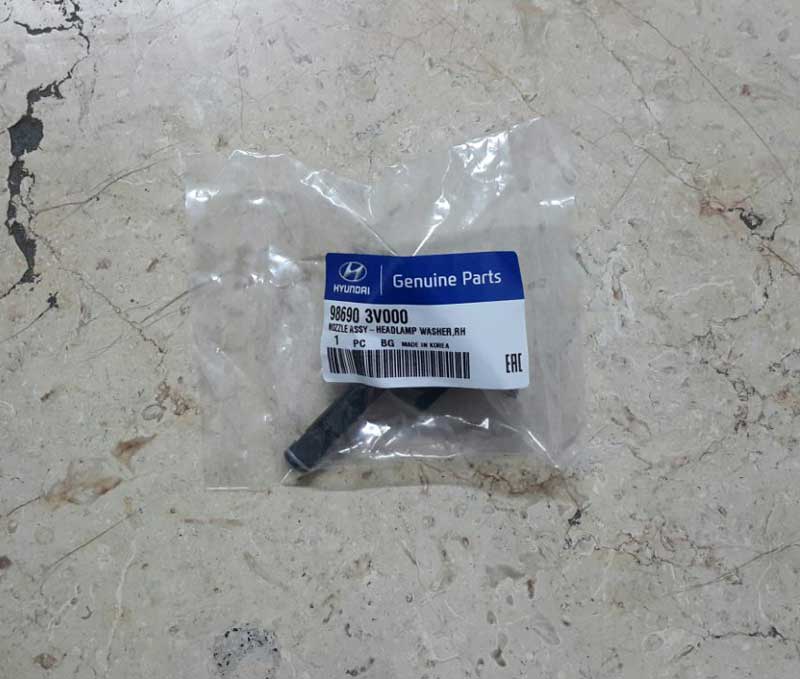 HYUNDAI
Genuine Parts
98690 3V000
NOZZLE ASSY-HEADLAMP WASHER,RH
1 PC BG MADE IN KOREA
EAC